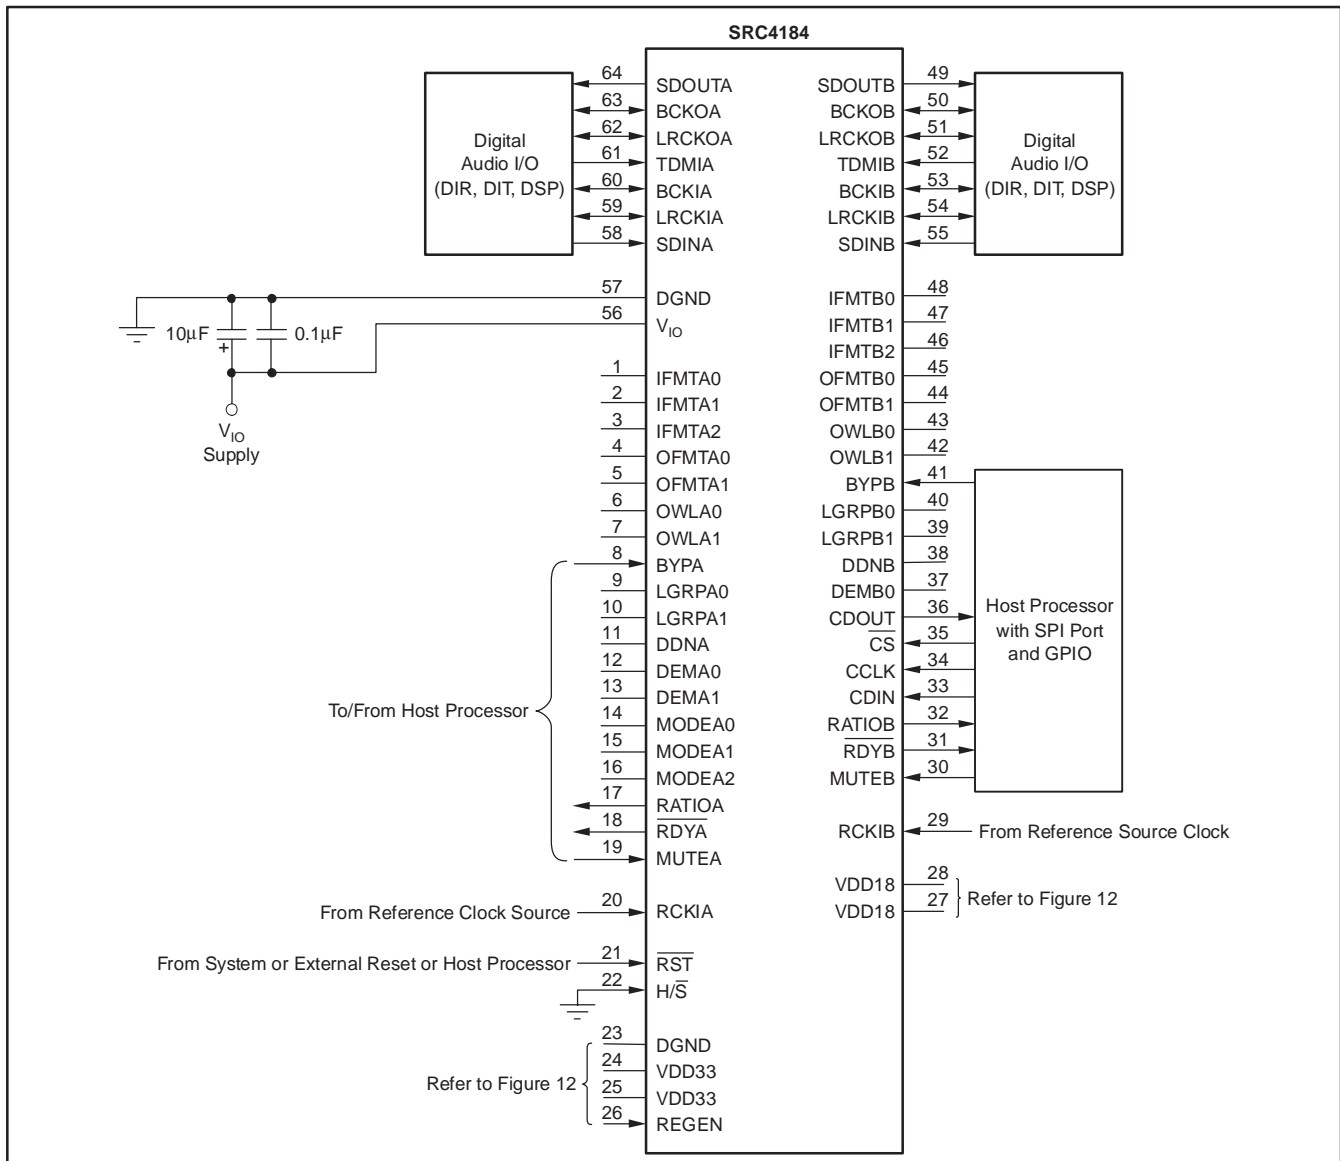 SRC4184
Digital
Audio I/O
(DIR, DIT, DSP)
64 SDOUTA
63 BCKOA
62 LRCKOA
61 TDMIA
60 BCKIA
59 LRCKIA
58 SDINA
57 DGND
56 VIO
10μF
+
0.1μF
VIO
Supply
1 IFMTA0
2 IFMTA1
3 IFMTA2
4 OFMTA0
5 OFMTA1
6 OWLA0
7 OWLA1
8 BYPA
9 LGRPA0
10 LGRPA1
11 DDNA
12 DEMA0
13 DEMA1
14 MODEA0
15 MODEA1
16 MODEA2
17 RATIOA
18 RDYA
19 MUTEA
To/From Host Processor
From Reference Clock Source 20 RCKIA
From System or External Reset or Host Processor 21 RST
22 H/S
23 DGND
24 VDD33
25 VDD33
26 REGEN
Refer to Figure 12
SDOUTB 49
BCKOB 50
LRCKOB 51
TDMIB 52
BCKIB 53
LRCKIB 54
SDINB 55
Digital
Audio I/O
(DIR, DIT, DSP)
IFMTB0 48
IFMTB1 47
IFMTB2 46
OFMTB0 45
OFMTB1 44
OWLB0 43
OWLB1 42
BYPB 41
LGRPB0 40
LGRPB1 39
DDNB 38
DEMB0 37
CDOUT 36
CS 35
CCLK 34
CDIN 33
RATIOB 32
RDYB 31
MUTEB 30
Host Processor
with SPI Port
and GPIO
RCKIB 29 From Reference Source Clock
VDD18 28
VDD18 27
Refer to Figure 12